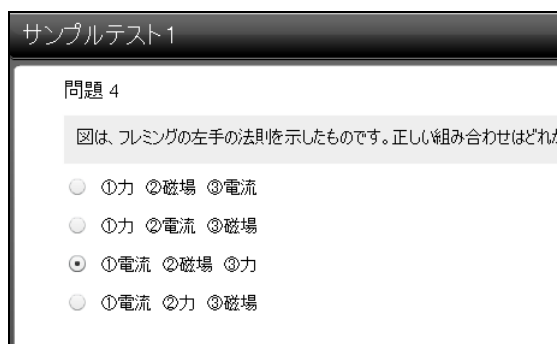 サンプルテスト1
問題 4
図は、フレミングの左手の法則を示したものです。正しい組み合わせはどれか
①力 ②磁場 ③電流
①力 ②電流 ③磁場
①電流 ②磁場 ③力
①電流 ②力 ③磁場